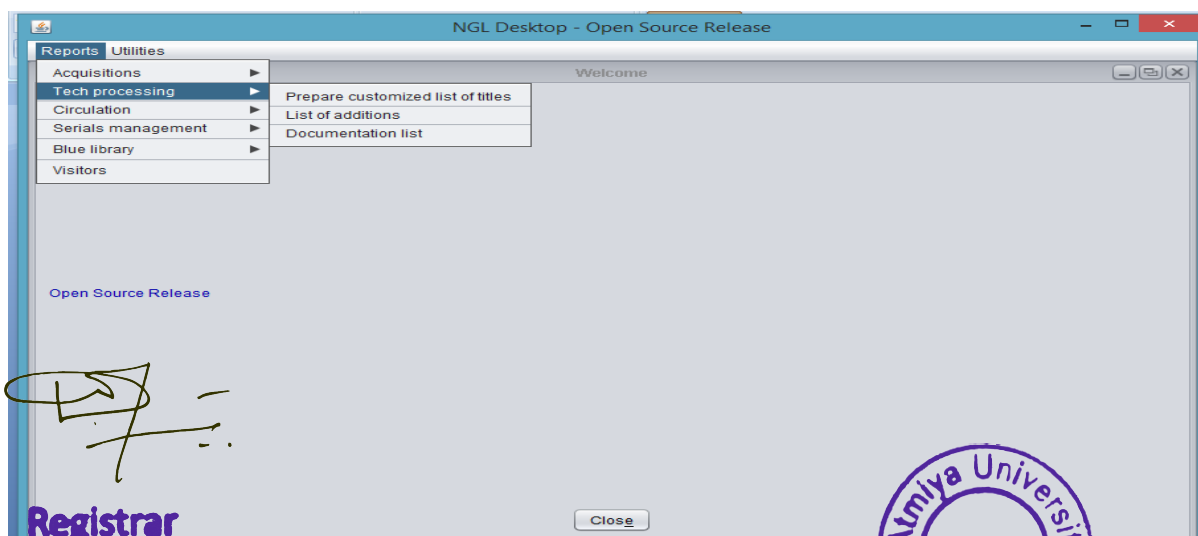 NGL Desktop - Open Source Release
Reports Utilities
Welcome
Acquisitions
Tech processing
Circulation
Serials management
Blue library
Visitors
Prepare customized list of titles
List of additions
Documentation list
Open Source Release
Registrar
Close
Atmiya Universi